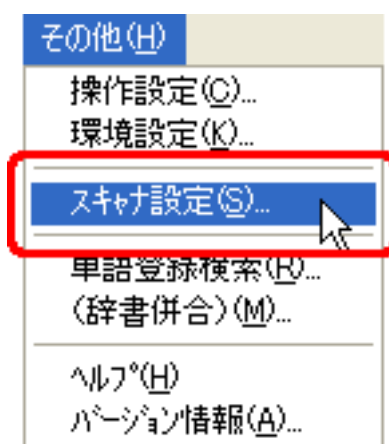 その他(H)
操作設定(C)...
環境設定(K)...
スキャナ設定(S)...
単語登録検索(R)...
(辞書併合)(M)...
ヘルプ(H)
バージョン情報(A)...